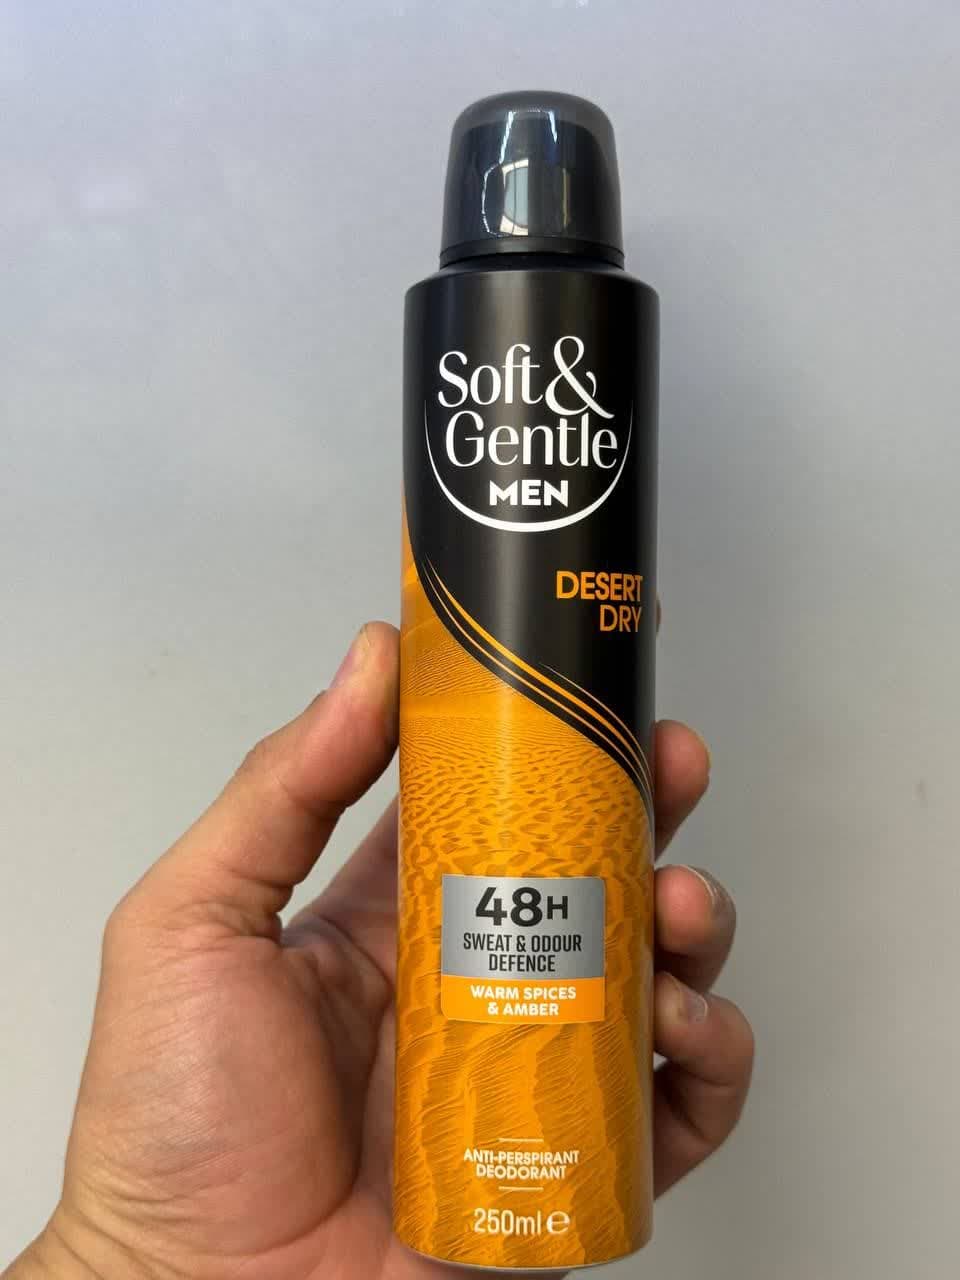 Soft &
Gentle
MEN
DESERT
DRY
48H
SWEAT & ODOUR
DEFENCE
WARM SPICES
& AMBER
ANTI-PERSPIRANT
DEODORANT
250ml ℮